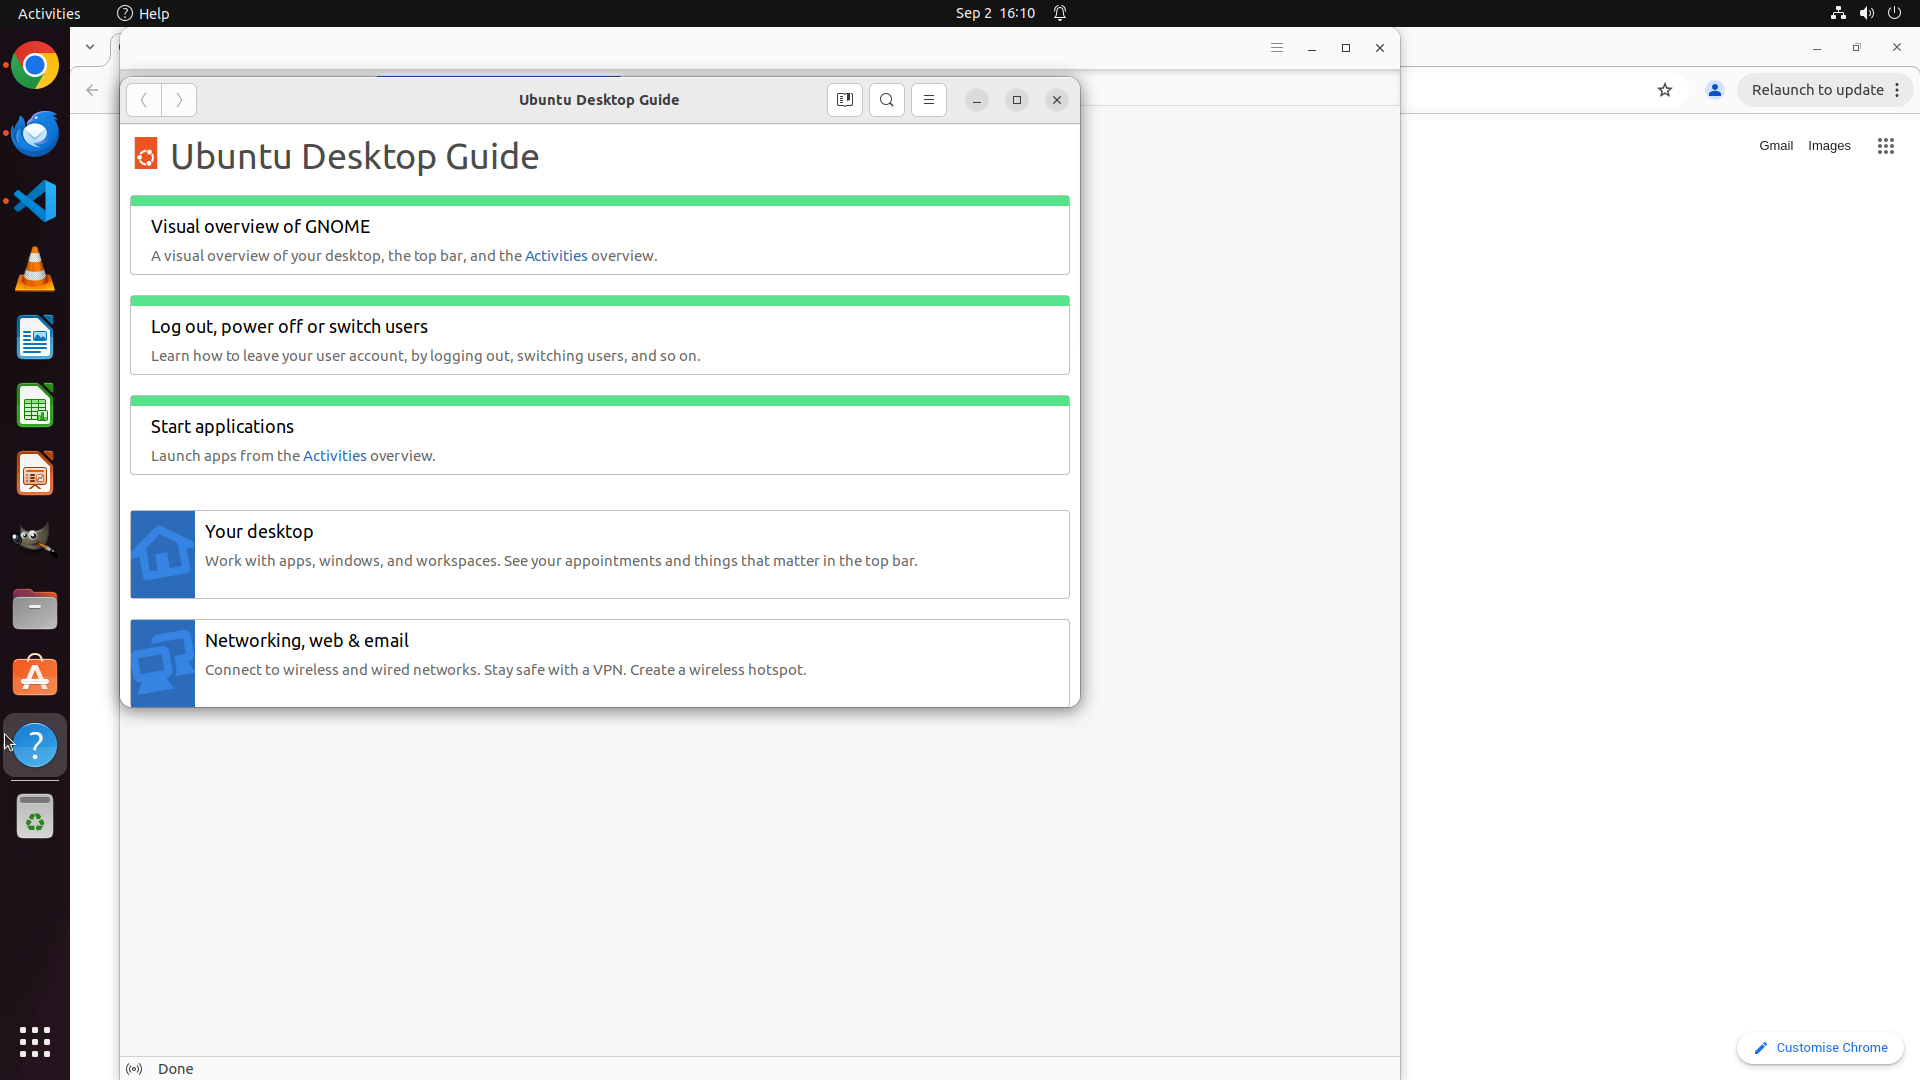 Activities
Help
Sep 2 16:10
Relaunch to update
Gmail
Images
Ubuntu Desktop Guide
Ubuntu Desktop Guide
Visual overview of GNOME
A visual overview of your desktop, the top bar, and the Activities overview.
Log out, power off or switch users
Learn how to leave your user account, by logging out, switching users, and so on.
Start applications
Launch apps from the Activities overview.
Your desktop
Work with apps, windows, and workspaces. See your appointments and things that matter in the top bar.
Networking, web & email
Connect to wireless and wired networks. Stay safe with a VPN. Create a wireless hotspot.
Customise Chrome
Done